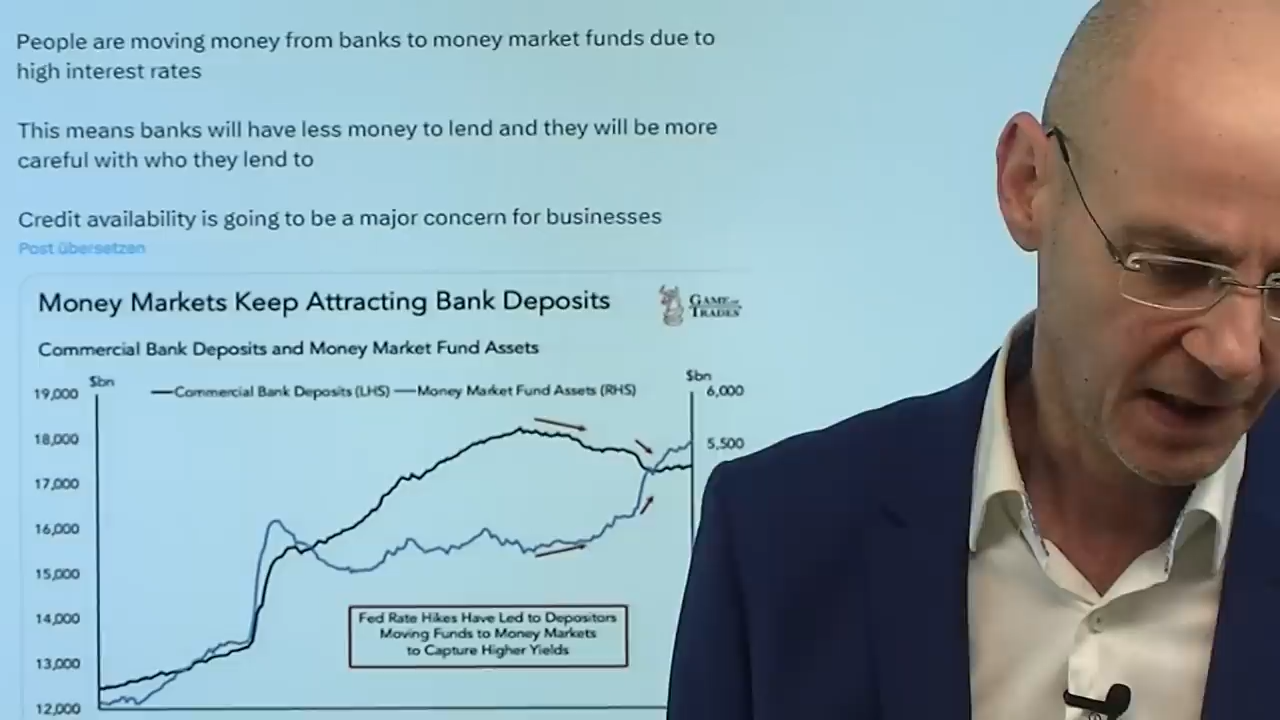 People are moving money from banks to money market funds due to
high interest rates
This means banks will have less money to lend and they will be more
careful with who they lend to
Credit availability is going to be a major concern for businesses
Post übersetzen
Money Markets Keep Attracting Bank Deposits
GAME OF
TRADES
Commercial Bank Deposits and Money Market Fund Assets
$bn
$bn
19,000
Commercial Bank Deposits (LHS)
Money Market Fund Assets (RHS)
6,000
18,000
5,500
17,000
16,000
15,000
14,000
Fed Rate Hikes Have Led to Depositors
Moving Funds to Money Markets
to Capture Higher Yields
13,000
12,000